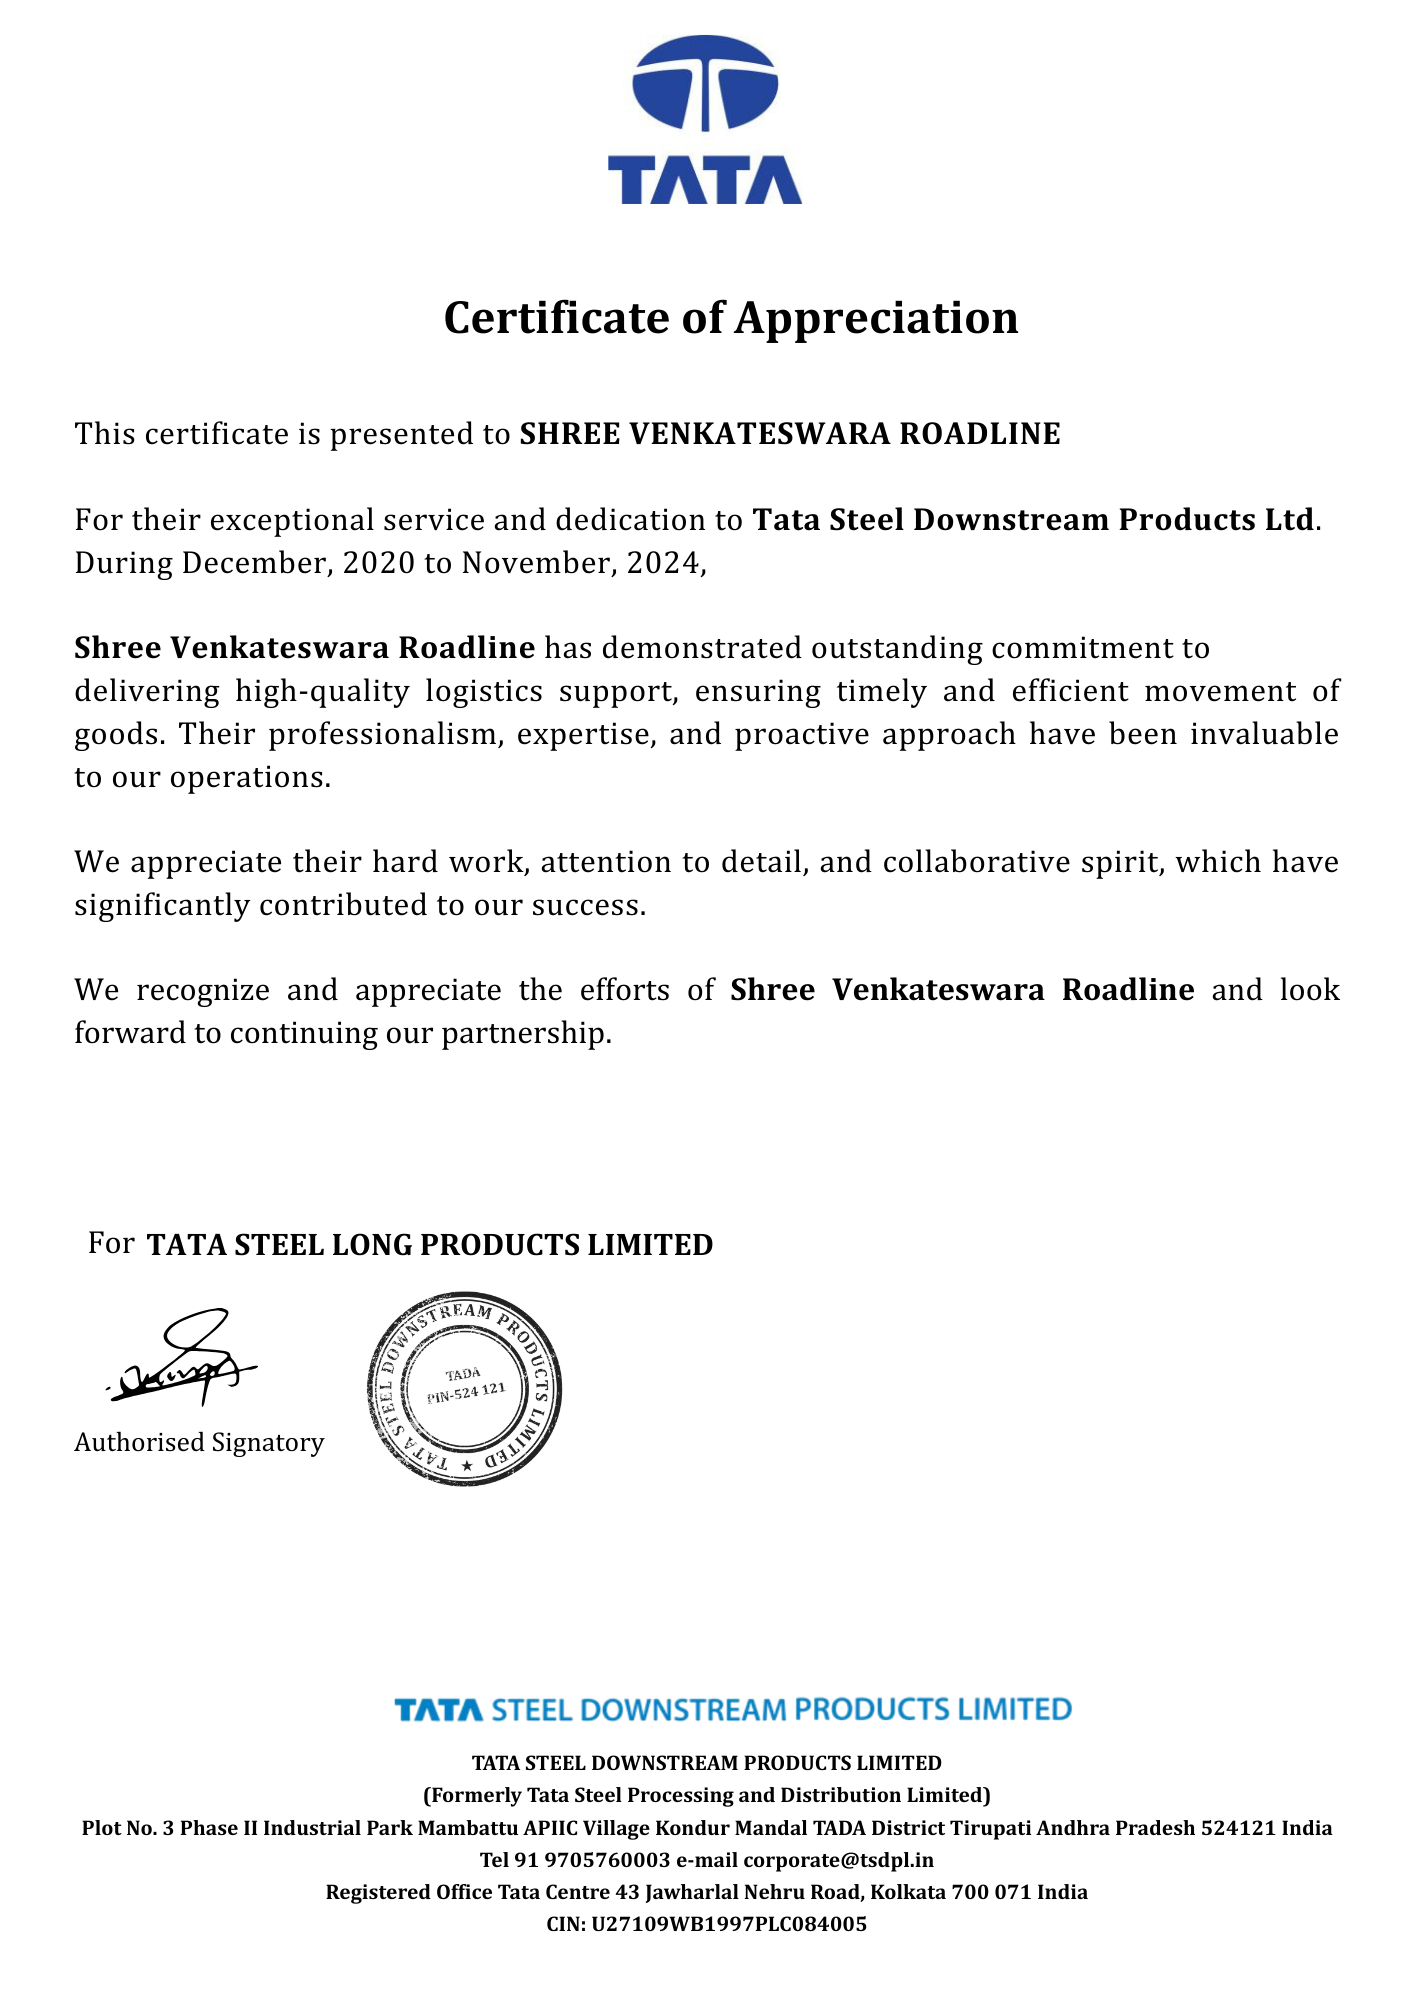 TATA
Certificate of Appreciation
This certificate is presented to SHREE VENKATESWARA ROADLINE
For their exceptional service and dedication to Tata Steel Downstream Products Ltd.
During December, 2020 to November, 2024,
Shree Venkateswara Roadline has demonstrated outstanding commitment to
delivering high-quality logistics support, ensuring timely and efficient movement of
goods. Their professionalism, expertise, and proactive approach have been invaluable
to our operations.
We appreciate their hard work, attention to detail, and collaborative spirit, which have
significantly contributed to our success.
We recognize and appreciate the efforts of Shree Venkateswara Roadline and look
forward to continuing our partnership.
For TATA STEEL LONG PRODUCTS LIMITED
TATA STEEL DOWNSTREAM PRODUCTS LIMITED
TADA
PIN-524 121
Authorised Signatory
TATA STEEL DOWNSTREAM PRODUCTS LIMITED
TATA STEEL DOWNSTREAM PRODUCTS LIMITED
(Formerly Tata Steel Processing and Distribution Limited)
Plot No. 3 Phase II Industrial Park Mambattu APIIC Village Kondur Mandal TADA District Tirupati Andhra Pradesh 524121 India
Tel 91 9705760003 e-mail corporate@tsdpl.in
Registered Office Tata Centre 43 Jawharlal Nehru Road, Kolkata 700 071 India
CIN: U27109WB1997PLC084005